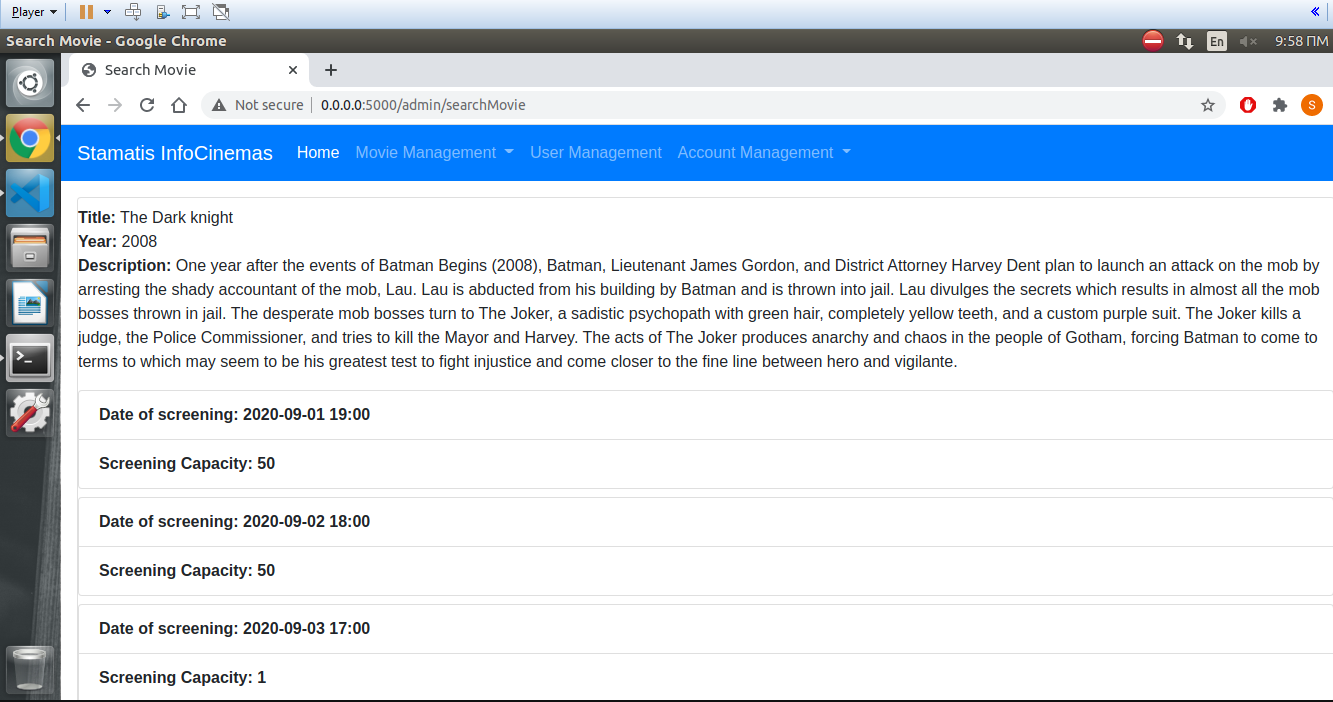 Player
Search Movie - Google Chrome
En
9:58 ΠΜ
Search Movie
Not secure
0.0.0.0:5000/admin/searchMovie
S
Stamatis InfoCinemas Home Movie Management User Management Account Management
Title: The Dark knight
Year: 2008
Description: One year after the events of Batman Begins (2008), Batman, Lieutenant James Gordon, and District Attorney Harvey Dent plan to launch an attack on the mob by
arresting the shady accountant of the mob, Lau. Lau is abducted from his building by Batman and is thrown into jail. Lau divulges the secrets which results in almost all the mob
bosses thrown in jail. The desperate mob bosses turn to The Joker, a sadistic psychopath with green hair, completely yellow teeth, and a custom purple suit. The Joker kills a
judge, the Police Commissioner, and tries to kill the Mayor and Harvey. The acts of The Joker produces anarchy and chaos in the people of Gotham, forcing Batman to come to
terms to which may seem to be his greatest test to fight injustice and come closer to the fine line between hero and vigilante.
Date of screening: 2020-09-01 19:00
Screening Capacity: 50
Date of screening: 2020-09-02 18:00
Screening Capacity: 50
Date of screening: 2020-09-03 17:00
Screening Capacity: 1